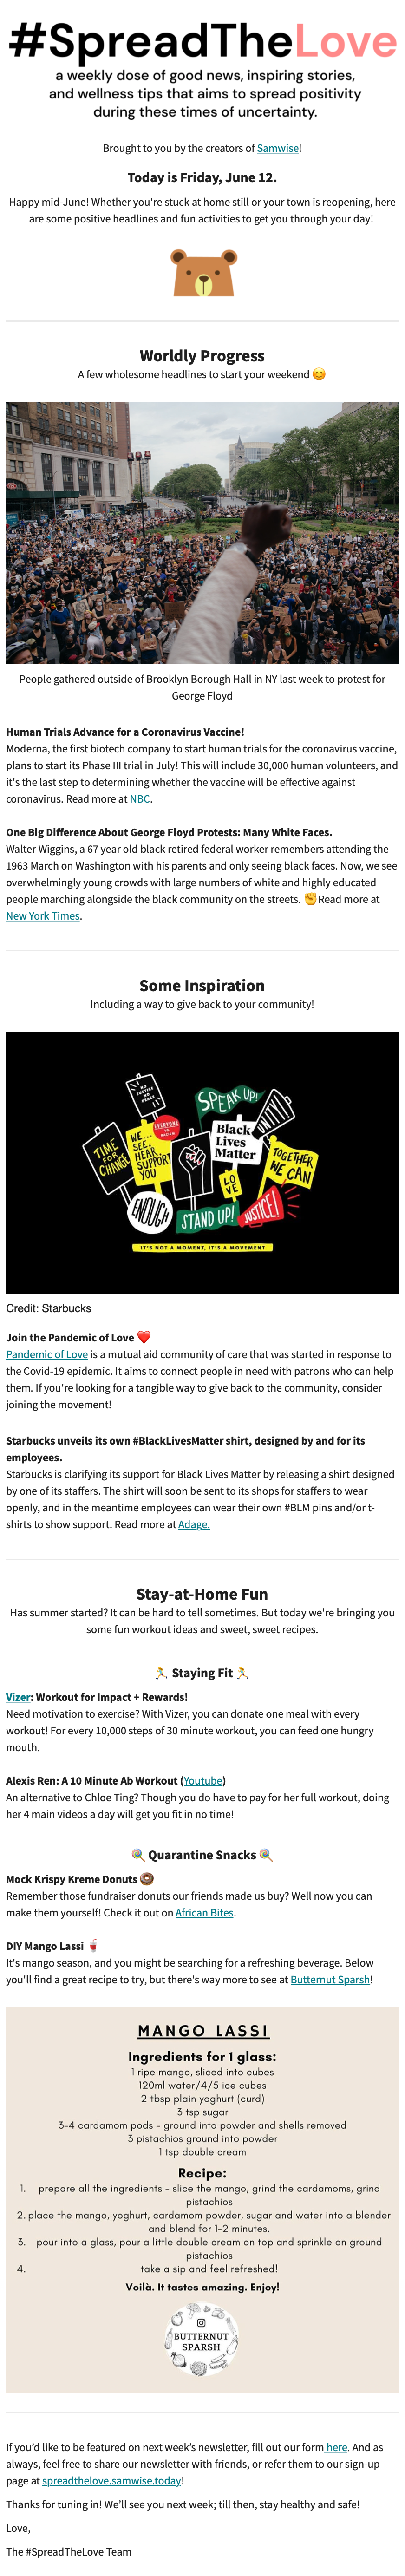 #SpreadTheLove
a weekly dose of good news, inspiring stories,
and wellness tips that aims to spread positivity
during these times of uncertainty.
Brought to you by the creators of Samwise!
Today is Friday, June 12.
Happy mid-June! Whether you're stuck at home still or your town is reopening, here
are some positive headlines and fun activities to get you through your day!
Worldly Progress
A few wholesome headlines to start your weekend 😊
People gathered outside of Brooklyn Borough Hall in NY last week to protest for
George Floyd
Human Trials Advance for a Coronavirus Vaccine!
Moderna, the first biotech company to start human trials for the coronavirus vaccine,
plans to start its Phase III trial in July! This will include 30,000 human volunteers, and
it's the last step to determining whether the vaccine will be effective against
coronavirus. Read more at NBC.
One Big Difference About George Floyd Protests: Many White Faces.
Walter Wiggins, a 67 year old black retired federal worker remembers attending the
1963 March on Washington with his parents and only seeing black faces. Now, we see
overwhelmingly young crowds with large numbers of white and highly educated
people marching alongside the black community on the streets. ✊Read more at
New York Times.
Some Inspiration
Including a way to give back to your community!
NO
JUSTICE
NO
PEACE
SPEAK UP!
UNITY
TIME
FOR
CHANGE
WE...
SEE
HEAR
SUPPORT
YOU
EVERYONE
VS
RACISM
Black
Lives
Matter
TOGETHER
WE CAN
LOVE
ENOUGH
STAND UP!
JUSTICE!
IT'S NOT A MOMENT, IT'S A MOVEMENT
Credit: Starbucks
Join the Pandemic of Love ❤️
Pandemic of Love is a mutual aid community of care that was started in response to
the Covid-19 epidemic. It aims to connect people in need with patrons who can help
them. If you're looking for a tangible way to give back to the community, consider
joining the movement!
Starbucks unveils its own #BlackLivesMatter shirt, designed by and for its
employees.
Starbucks is clarifying its support for Black Lives Matter by releasing a shirt designed
by one of its staffers. The shirt will soon be sent to its shops for staffers to wear
openly, and in the meantime employees can wear their own #BLM pins and/or t-
shirts to show support. Read more at Adage.
Stay-at-Home Fun
Has summer started? It can be hard to tell sometimes. But today we're bringing you
some fun workout ideas and sweet, sweet recipes.
🏃 Staying Fit 🏃
Vizer: Workout for Impact + Rewards!
Need motivation to exercise? With Vizer, you can donate one meal with every
workout! For every 10,000 steps of 30 minute workout, you can feed one hungry
mouth.
Alexis Ren: A 10 Minute Ab Workout (Youtube)
An alternative to Chloe Ting? Though you do have to pay for her full workout, doing
her 4 main videos a day will get you fit in no time!
🍭 Quarantine Snacks 🍭
Mock Krispy Kreme Donuts 🍩
Remember those fundraiser donuts our friends made us buy? Well now you can
make them yourself! Check it out on African Bites.
DIY Mango Lassi 🥤
It's mango season, and you might be searching for a refreshing beverage. Below
you'll find a great recipe to try, but there's way more to see at Butternut Sparsh!
MANGO LASSI
Ingredients for 1 glass:
1 ripe mango, sliced into cubes
120ml water/4/5 ice cubes
2 tbsp plain yoghurt (curd)
3 tsp sugar
3-4 cardamom pods - ground into powder and shells removed
3 pistachios ground into powder
1 tsp double cream
Recipe:
1. prepare all the ingredients - slice the mango, grind the cardamoms, grind
pistachios
2. place the mango, yoghurt, cardamom powder, sugar and water into a blender
and blend for 1-2 minutes.
3. pour into a glass, pour a little double cream on top and sprinkle on ground
pistachios
4. take a sip and feel refreshed!
Voilà. It tastes amazing. Enjoy!
BUTTERNUT
SPARSH
If you'd like to be featured on next week's newsletter, fill out our form here. And as
always, feel free to share our newsletter with friends, or refer them to our sign-up
page at spreadthelove.samwise.today!
Thanks for tuning in! We'll see you next week; till then, stay healthy and safe!
Love,
The #SpreadTheLove Team